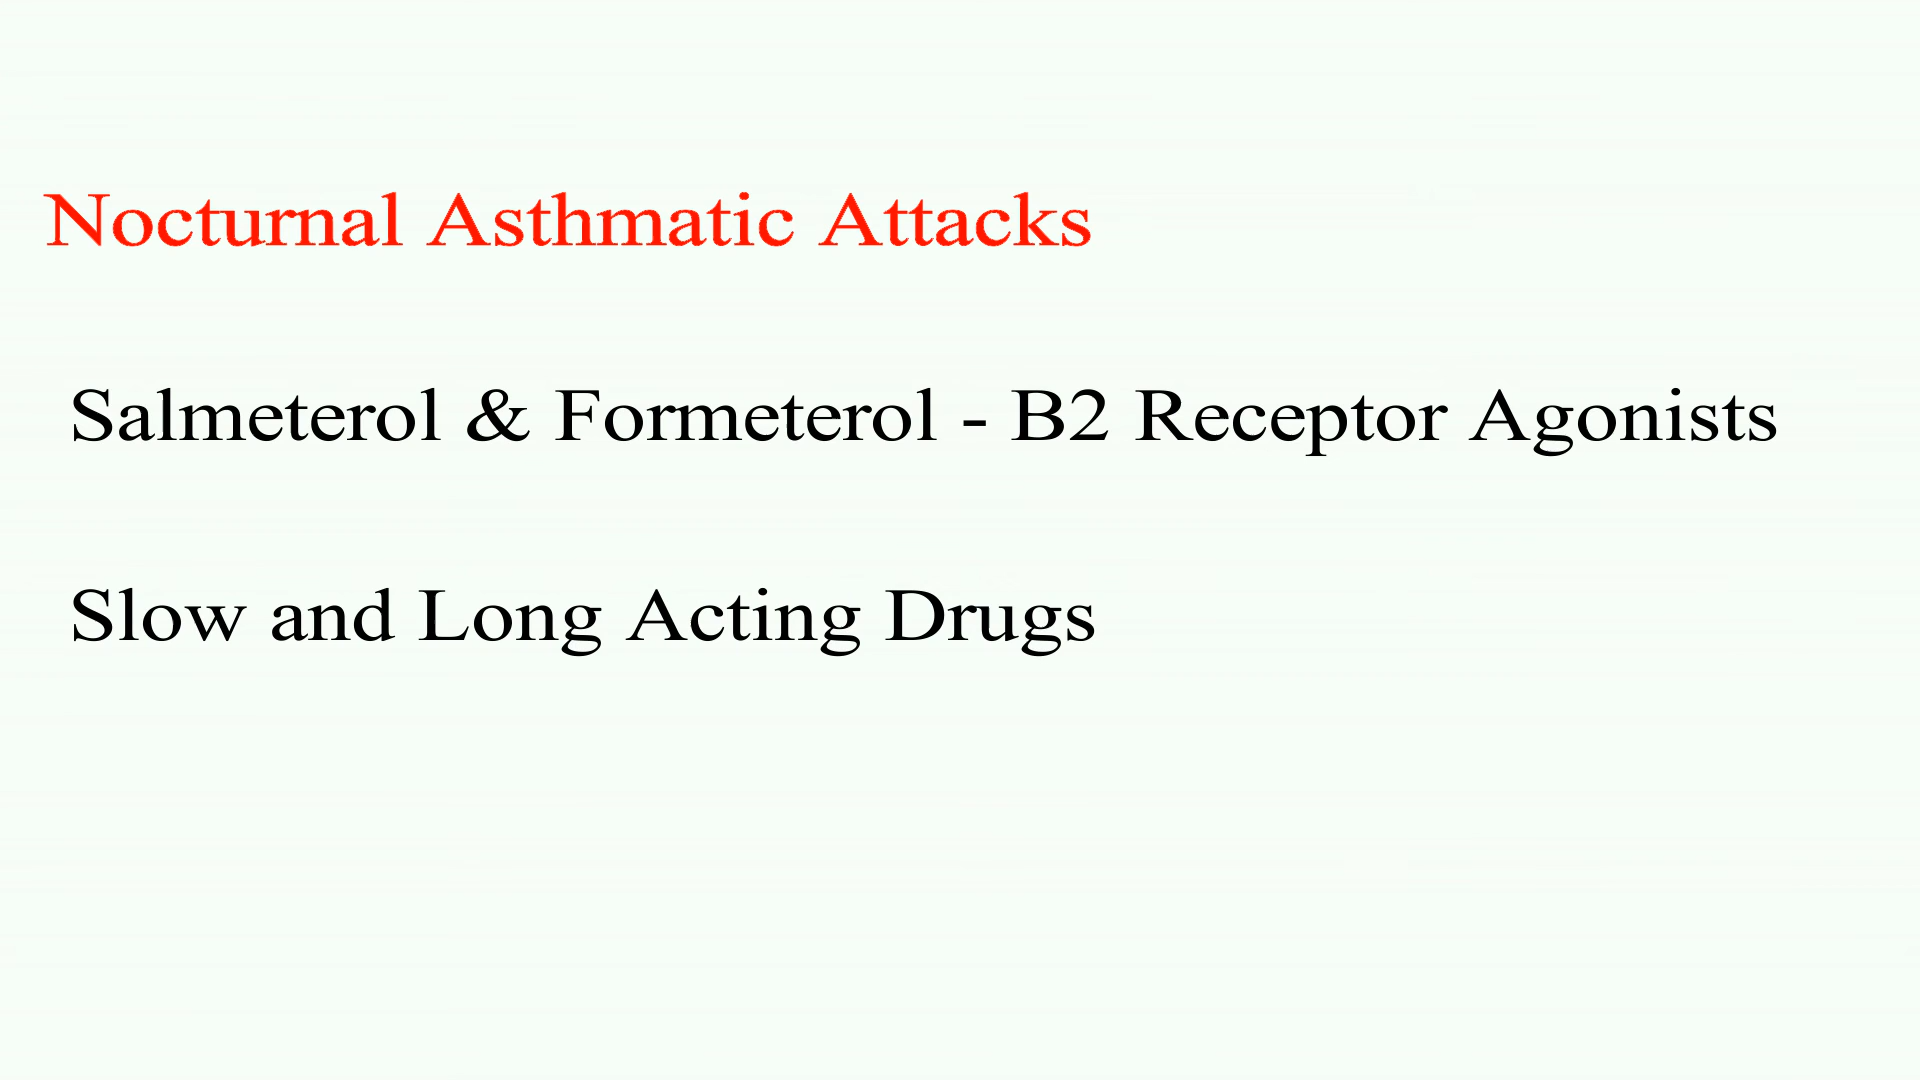 Nocturnal Asthmatic Attacks
Salmeterol & Formeterol - B2 Receptor Agonists
Slow and Long Acting Drugs